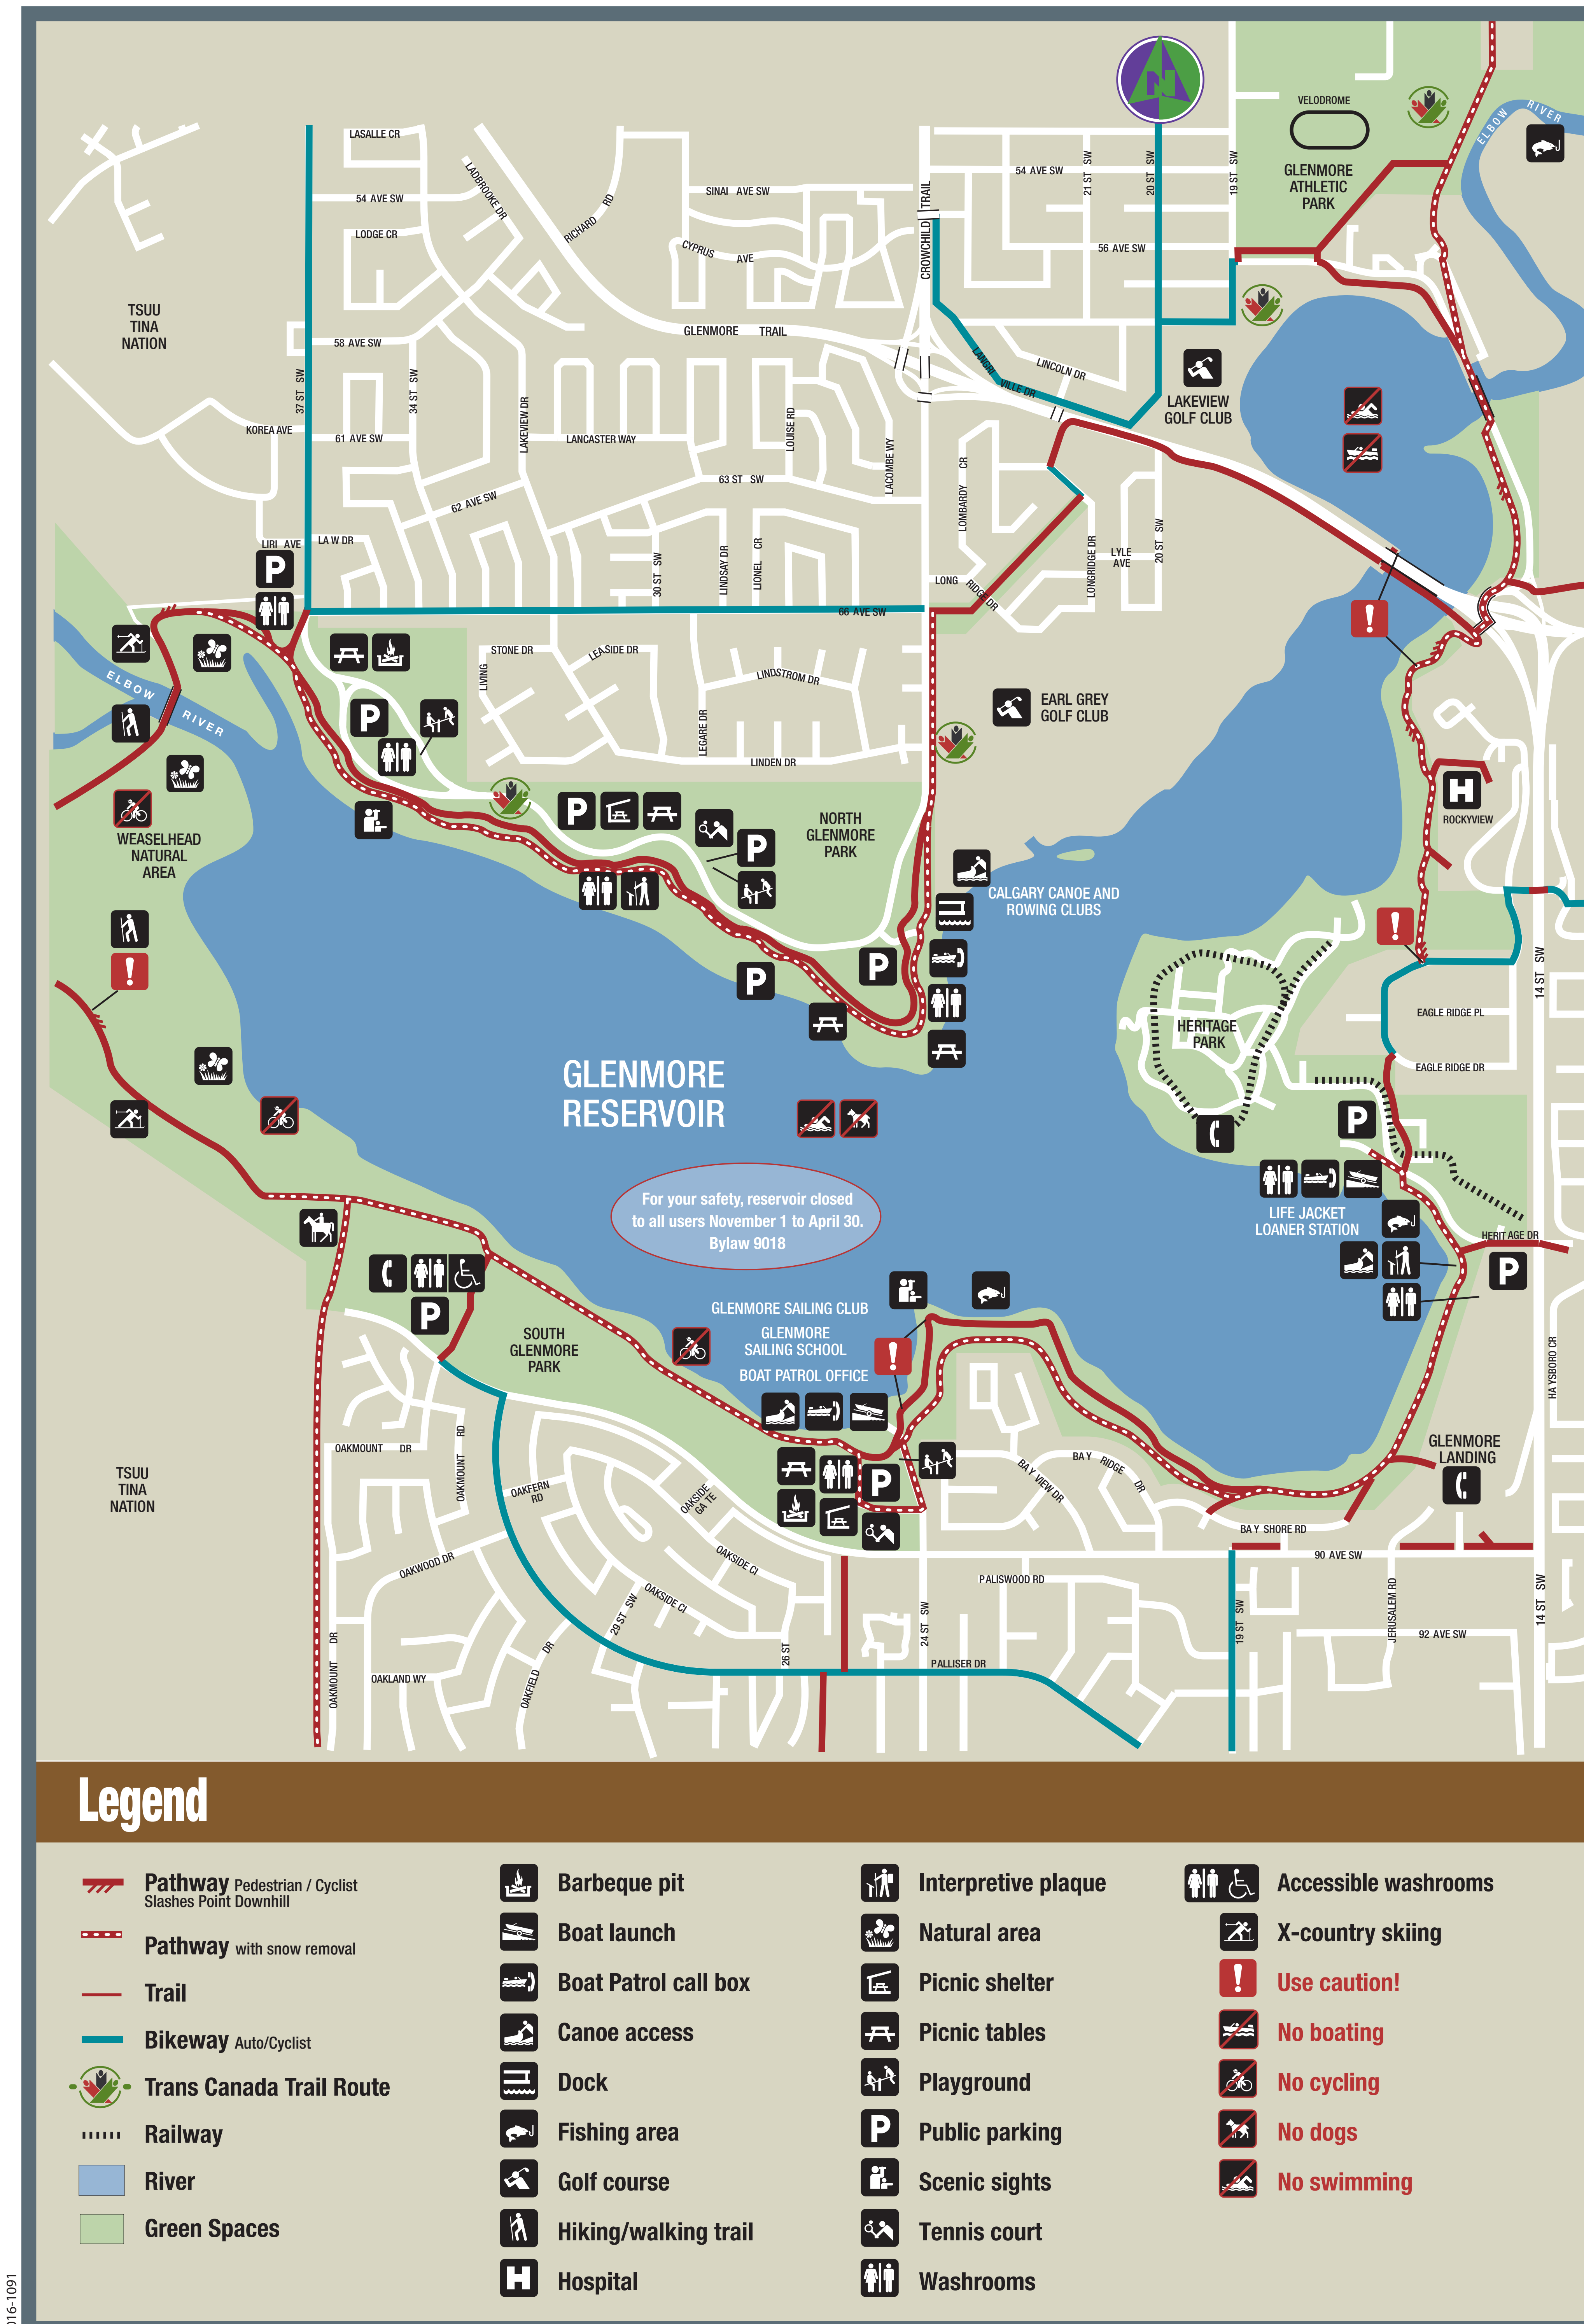 N
VELODROME
ELBOW RIVER
GLENMORE
ATHLETIC
PARK
LASALLE CR
54 AVE SW
LODGE CR
LADBROOKE DR
RICHARD RD
SINAI AVE SW
CYPRUS AVE
CROWCHILD TRAIL
54 AVE SW
21 ST SW
20 ST SW
19 ST SW
56 AVE SW
TSUU
TINA
NATION
GLENMORE TRAIL
58 AVE SW
37 ST SW
34 ST SW
LINCOLN DR
VILLE DR
LAKEVIEW
GOLF CLUB
KOREA AVE
61 AVE SW
LAKEVIEW DR
LANCASTER WAY
LOUISE RD
LACOMBE WY
LOMBARDY CR
63 ST SW
62 AVE SW
LIRI AVE
LA W DR
P
30 ST SW
LINDSAY DR
LIONEL CR
LONG RIDGE DR
LONGRIDGE DR
LYLE
AVE
20 ST SW
66 AVE SW
!
ELBOW RIVER
STONE DR
LIVING
LEASIDE DR
LINDSTROM DR
LEGARE DR
LINDEN DR
P
EARL GREY
GOLF CLUB
H
ROCKYVIEW
WEASELHEAD
NATURAL
AREA
P
P
NORTH
GLENMORE
PARK
CALGARY CANOE AND
ROWING CLUBS
!
!
P
P
14 ST SW
HERITAGE
PARK
EAGLE RIDGE PL
EAGLE RIDGE DR
GLENMORE
RESERVOIR
P
For your safety, reservoir closed
to all users November 1 to April 30.
Bylaw 9018
LIFE JACKET
LOANER STATION
HERIT AGE DR
P
P
SOUTH
GLENMORE
PARK
GLENMORE SAILING CLUB
GLENMORE
SAILING SCHOOL
BOAT PATROL OFFICE
!
HA YSBORO CR
GLENMORE
LANDING
TSUU
TINA
NATION
OAKMOUNT DR
OAKMOUNT RD
OAKFERN
RD
OAKSIDE
GA TE
P
BA Y VIEW DR
BA Y RIDGE DR
BA Y SHORE RD
90 AVE SW
OAKWOOD DR
OAKSIDE CI
OAKSIDE CI
PALISWOOD RD
29 ST SW
24 ST SW
19 ST SW
JERUSALEM RD
92 AVE SW
14 ST SW
OAKMOUNT DR
OAKLAND WY
OAKFIELD DR
26 ST
PALLISER DR
Legend
Pathway Pedestrian / Cyclist
Slashes Point Downhill
Pathway with snow removal
Trail
Bikeway Auto/Cyclist
Trans Canada Trail Route
Railway
River
Green Spaces
Barbeque pit
Boat launch
Boat Patrol call box
Canoe access
Dock
Fishing area
Golf course
Hiking/walking trail
H Hospital
Interpretive plaque
Natural area
Picnic shelter
Picnic tables
Playground
P Public parking
Scenic sights
Tennis court
Washrooms
Accessible washrooms
X-country skiing
! Use caution!
No boating
No cycling
No dogs
No swimming